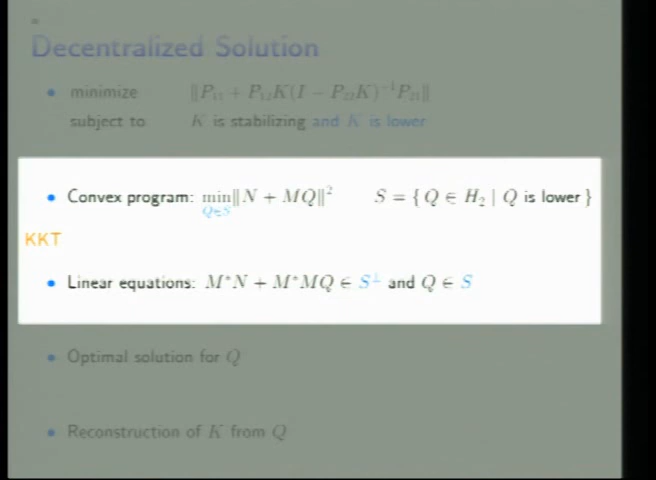 Decentralized Solution
• minimize ‖P₁₁ + P₁₂K(I − P₂₂K)⁻¹P₂₁‖
subject to K is stabilizing and K is lower
• Convex program: min‖N + MQ‖² S = { Q ∈ H₂ | Q is lower }
Q∈S
KKT
• Linear equations: M*N + M*MQ ∈ S⊥ and Q ∈ S
• Optimal solution for Q
• Reconstruction of K from Q